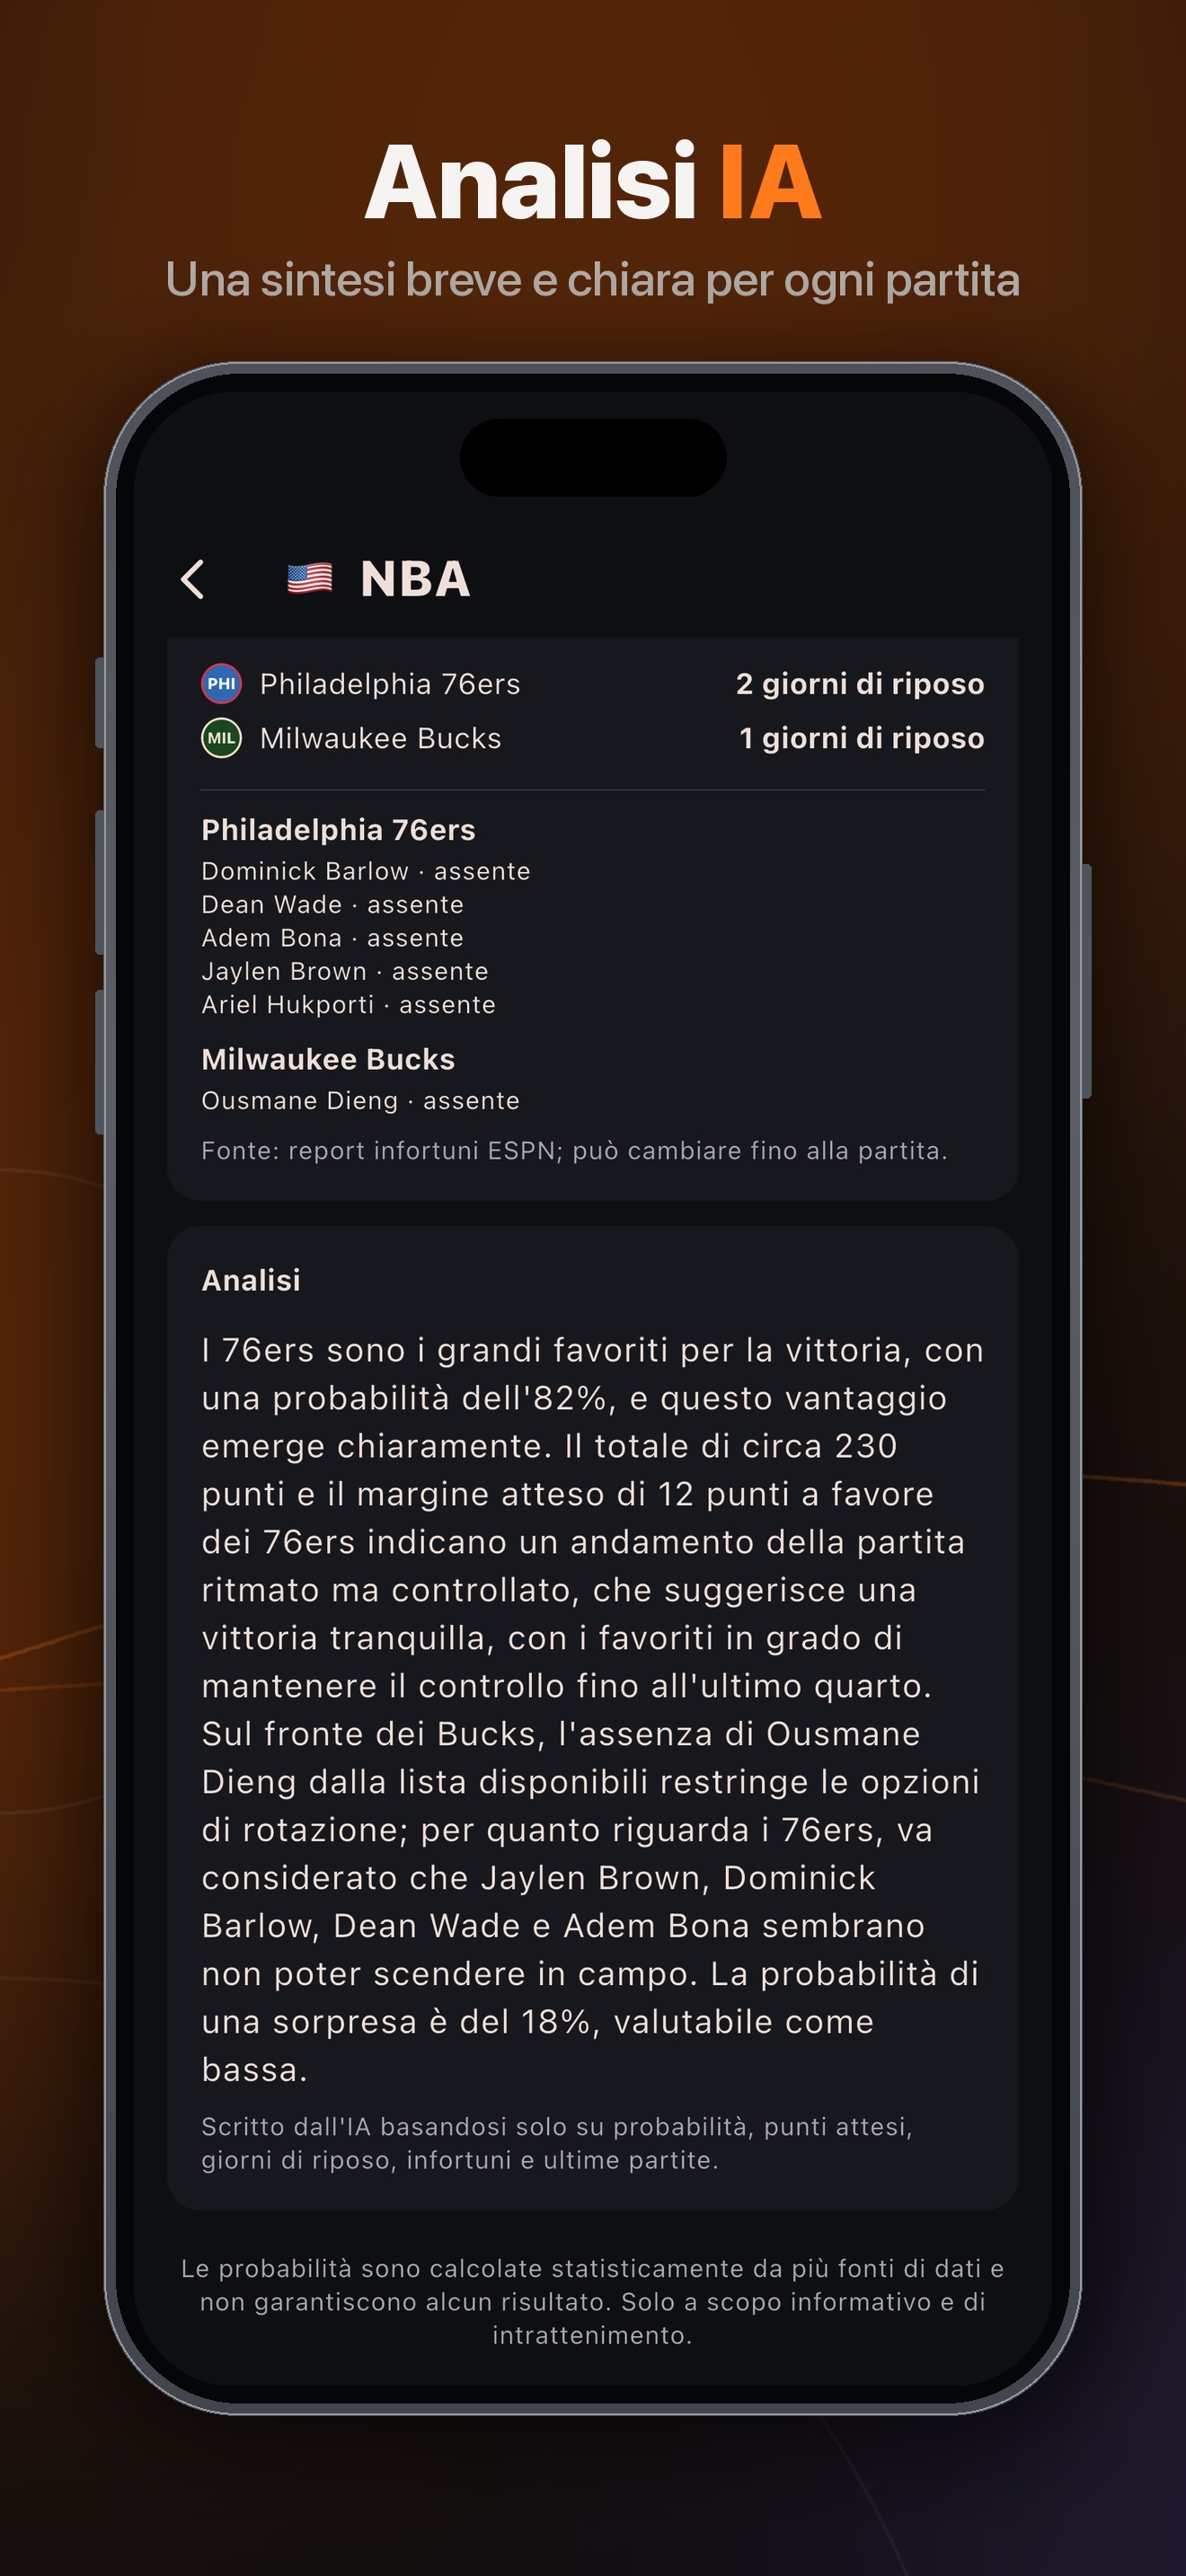 Analisi IA
Una sintesi breve e chiara per ogni partita
🇺🇸 NBA
PHI Philadelphia 76ers 2 giorni di riposo
MIL Milwaukee Bucks 1 giorni di riposo
Philadelphia 76ers
Dominick Barlow · assente
Dean Wade · assente
Adem Bona · assente
Jaylen Brown · assente
Ariel Hukporti · assente
Milwaukee Bucks
Ousmane Dieng · assente
Fonte: report infortuni ESPN; può cambiare fino alla partita.
Analisi
I 76ers sono i grandi favoriti per la vittoria, con
una probabilità dell'82%, e questo vantaggio
emerge chiaramente. Il totale di circa 230
punti e il margine atteso di 12 punti a favore
dei 76ers indicano un andamento della partita
ritmato ma controllato, che suggerisce una
vittoria tranquilla, con i favoriti in grado di
mantenere il controllo fino all'ultimo quarto.
Sul fronte dei Bucks, l'assenza di Ousmane
Dieng dalla lista disponibili restringe le opzioni
di rotazione; per quanto riguarda i 76ers, va
considerato che Jaylen Brown, Dominick
Barlow, Dean Wade e Adem Bona sembrano
non poter scendere in campo. La probabilità di
una sorpresa è del 18%, valutabile come
bassa.
Scritto dall'IA basandosi solo su probabilità, punti attesi,
giorni di riposo, infortuni e ultime partite.
Le probabilità sono calcolate statisticamente da più fonti di dati e
non garantiscono alcun risultato. Solo a scopo informativo e di
intrattenimento.